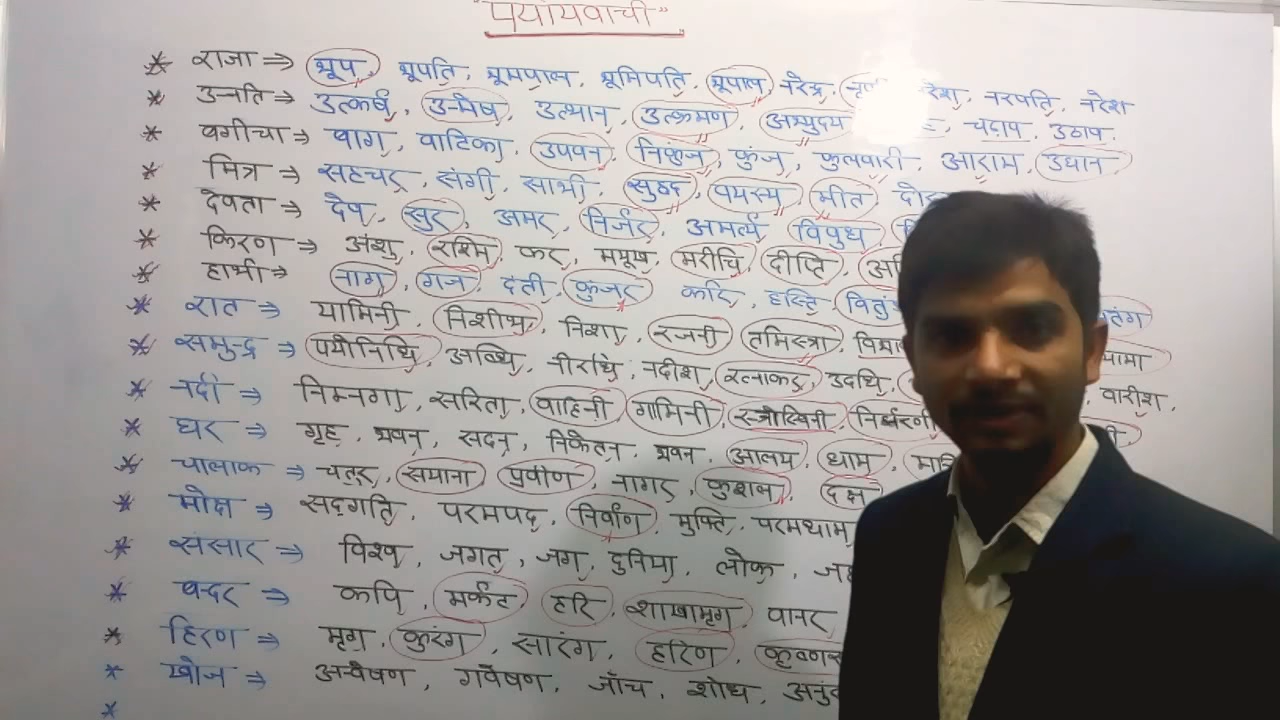 "पर्यायवाची"
* राजा ⇒ भूप, भूपति, भूमपाल, भूमिपति, भूपाल, नरेन्द्र, नरपति, नरेश
* उन्नति ⇒ उत्कर्ष, उन्मेष, उत्थान, उत्क्रमण, अभ्युदय चढ़ाव, उठाव,
* बगीचा ⇒ बाग, वाटिका, उपवन, निकुंज, कुंज, फुलवारी, आराम, उद्यान
* मित्र ⇒ सहचर, संगी, साथी, सुहृद, वयस्य, मीत
* देवता ⇒ देव, सुर, अमर, निर्जर, अमर्त्य, विवुध,
* किरण ⇒ अंशु, रश्मि, कर, मयूख, मरीचि, दीप्ति,
* हाथी ⇒ नाग, गज, दंती, कुंजर, करि, हस्ति,
* रात ⇒ यामिनी, निशीथ, निशा, रजनी, तमिस्त्रा,
* समुन्द्र ⇒ पयोनिधि, अब्धि, नीरधि, नदीश, रत्नाकर, उदधि, वारीश,
* नदी ⇒ निम्नगा, सरिता, वाहिनी, गामिनी, स्त्रोस्विनी, निर्झरणी
* घर ⇒ गृह, भवन, सदन, निकेतन, भवन, आलय, धाम,
* चालाक ⇒ चतुर, सयाना, प्रवीण, नागर, कुशल, दक्ष
* मोक्ष ⇒ सद्गति, परमपद, निर्वाण, मुक्ति, परमधाम
* संसार ⇒ विश्व, जगत, जग, दुनिया, लोक,
* बन्दर ⇒ कपि, मर्कट, हरि, शाखामृग, वानर
* हिरण ⇒ मृग, कुरंग, सारंग, हरिण,
* खोज ⇒ अन्वेषण, गवेषण, जाँच, शोध,
*